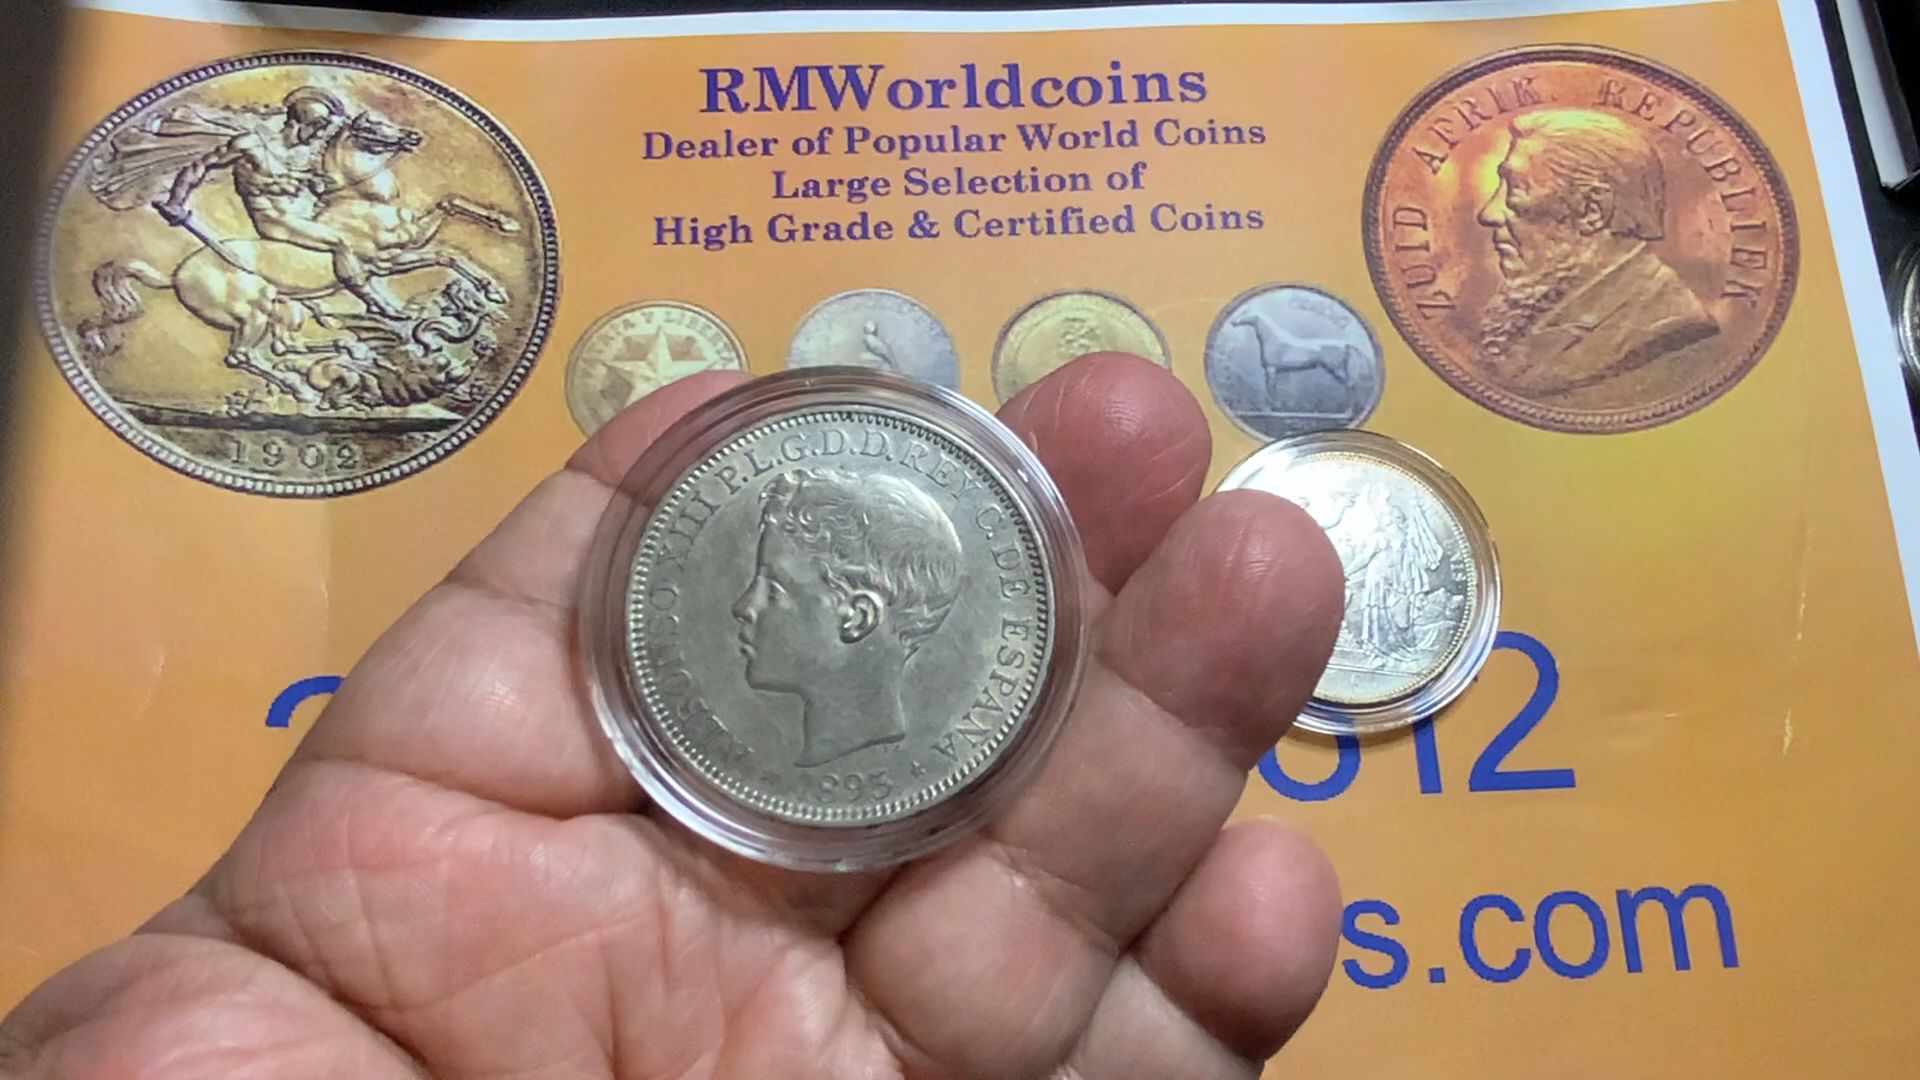 RMWorldcoins
Dealer of Popular World Coins
Large Selection of
High Grade & Certified Coins
1902
ZUID AFRIK REPUBLIEK
ALFONSO XIII P.L.G.D.D. REY C. DE ESPAÑA
* 1895 *
012
s.com